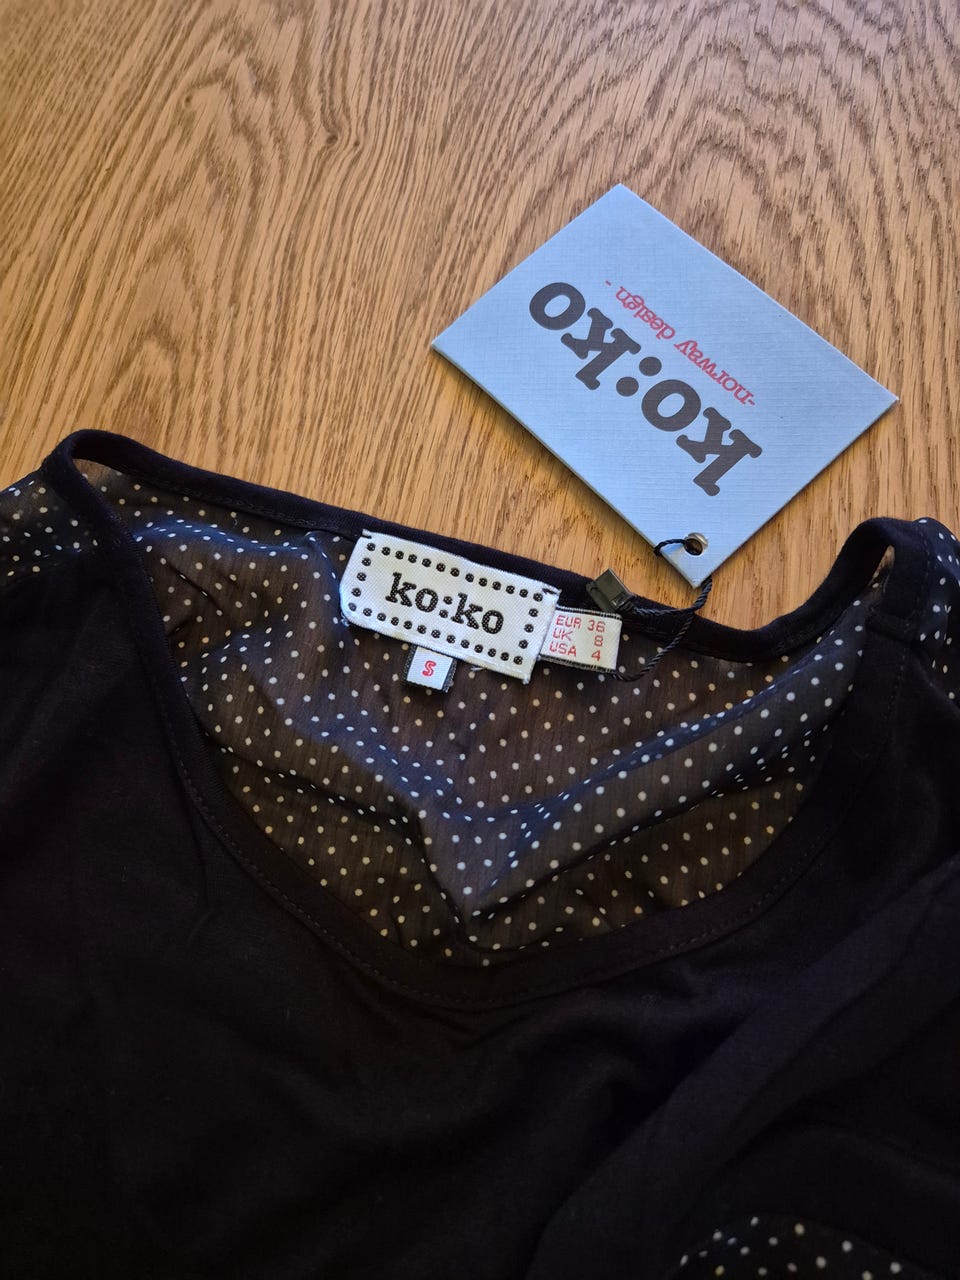 ko:ko
-norway design-
ko:ko
S
EUR 36
UK 8
USA 4